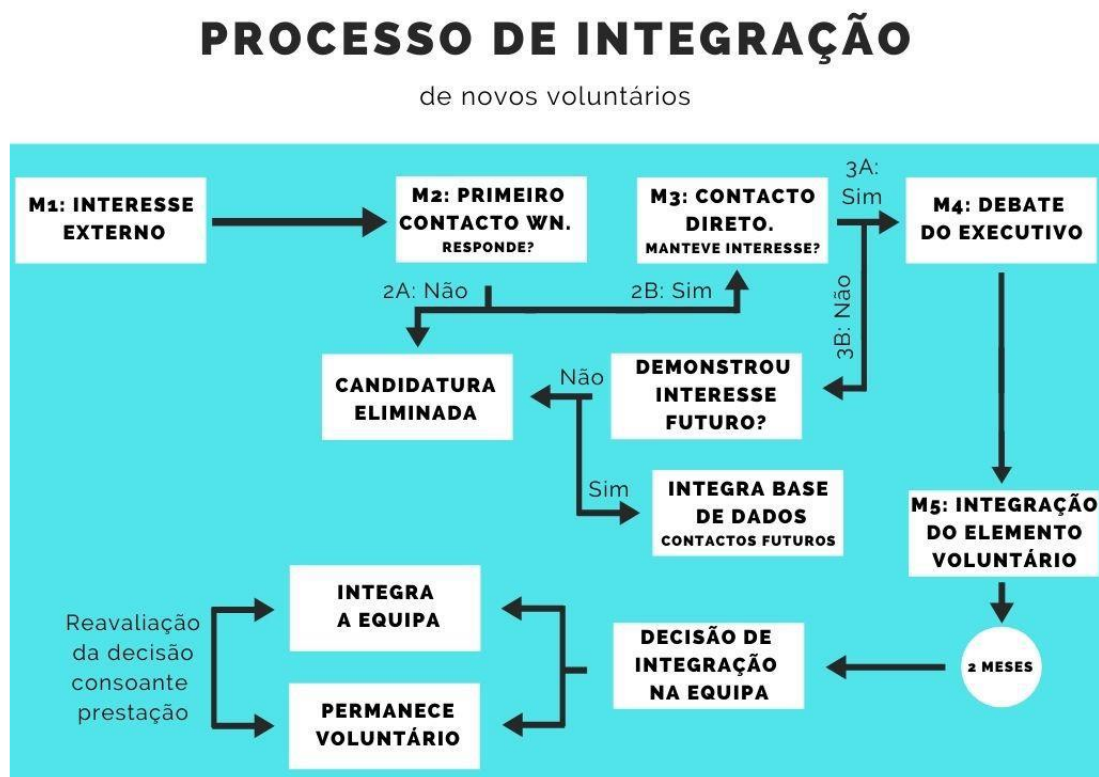 PROCESSO DE INTEGRAÇÃO
de novos voluntários
M1: INTERESSE
EXTERNO
M2: PRIMEIRO
CONTACTO WN.
RESPONDE?
M3: CONTACTO
DIRETO.
MANTEVE INTERESSE?
3A:
Sim
M4: DEBATE
DO EXECUTIVO
2A: Não
2B: Sim
3B: Não
CANDIDATURA
ELIMINADA
Não
DEMONSTROU
INTERESSE
FUTURO?
Sim
INTEGRA BASE
DE DADOS
CONTACTOS FUTUROS
M5: INTEGRAÇÃO
DO ELEMENTO
VOLUNTÁRIO
2 MESES
DECISÃO DE
INTEGRAÇÃO
NA EQUIPA
INTEGRA
A EQUIPA
PERMANECE
VOLUNTÁRIO
Reavaliação
da decisão
consoante
prestação